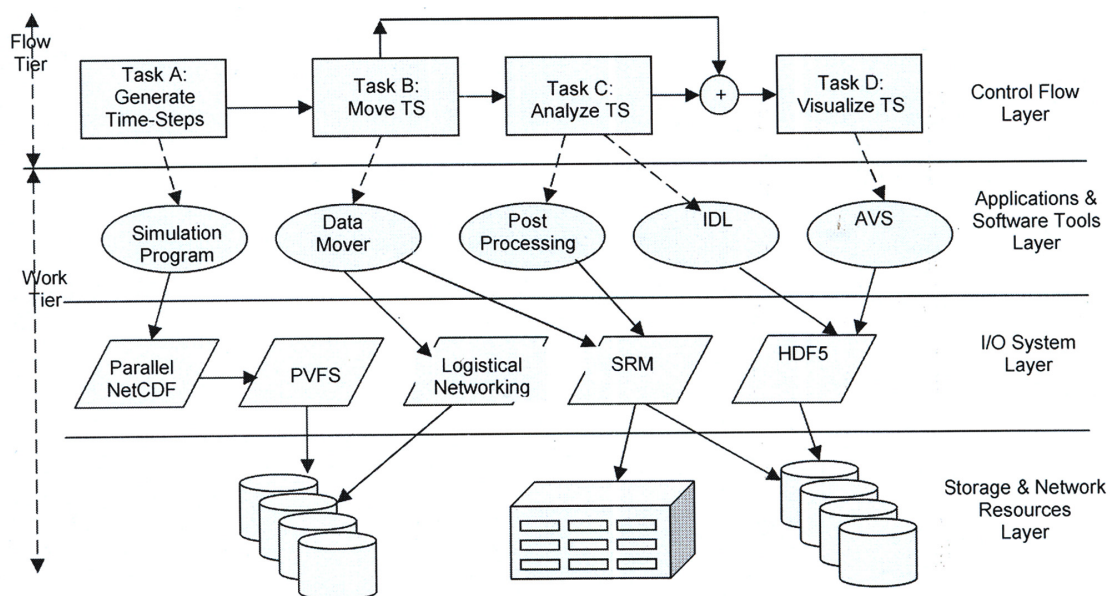 Flow
Tier
Task A:
Generate
Time-Steps
Task B:
Move TS
Task C:
Analyze TS
+
Task D:
Visualize TS
Control Flow
Layer
Simulation
Program
Data
Mover
Post
Processing
IDL
AVS
Applications &
Software Tools
Layer
Work
Tier
Parallel
NetCDF
PVFS
Logistical
Networking
SRM
HDF5
I/O System
Layer
Storage & Network
Resources
Layer